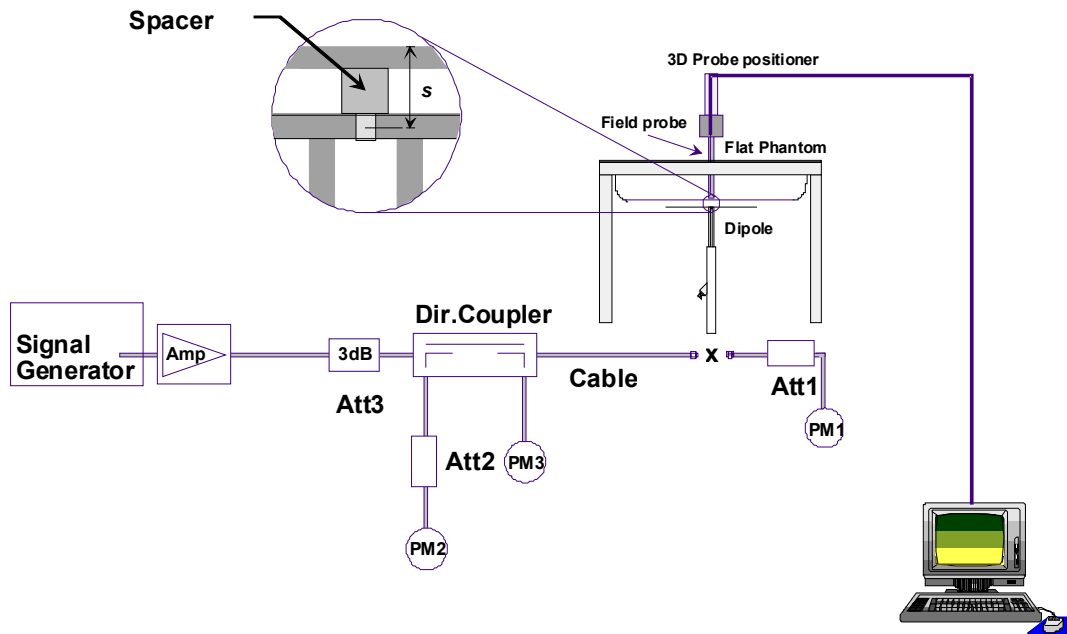 Spacer
s
3D Probe positioner
Field probe
Flat Phantom
Dipole
Dir.Coupler
Signal
Generator
Amp
3dB
Att3
Cable
x
Att1
PM1
Att2
PM3
PM2